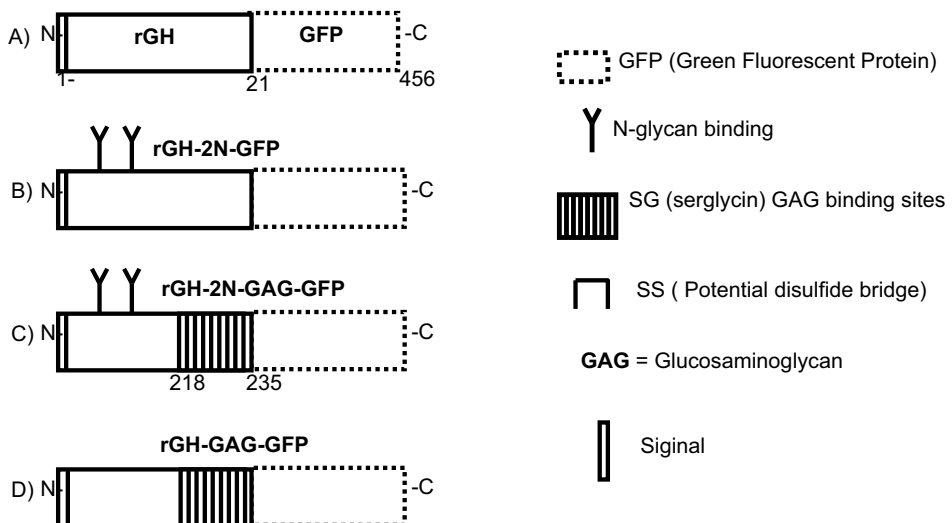 A) N- rGH GFP -C
1- 21 456
rGH-2N-GFP
B) N- -C
rGH-2N-GAG-GFP
C) N- -C
218 235
rGH-GAG-GFP
D) N- -C
GFP (Green Fluorescent Protein)
N-glycan binding
SG (serglycin) GAG binding sites
SS ( Potential disulfide bridge)
GAG = Glucosaminoglycan
Siginal